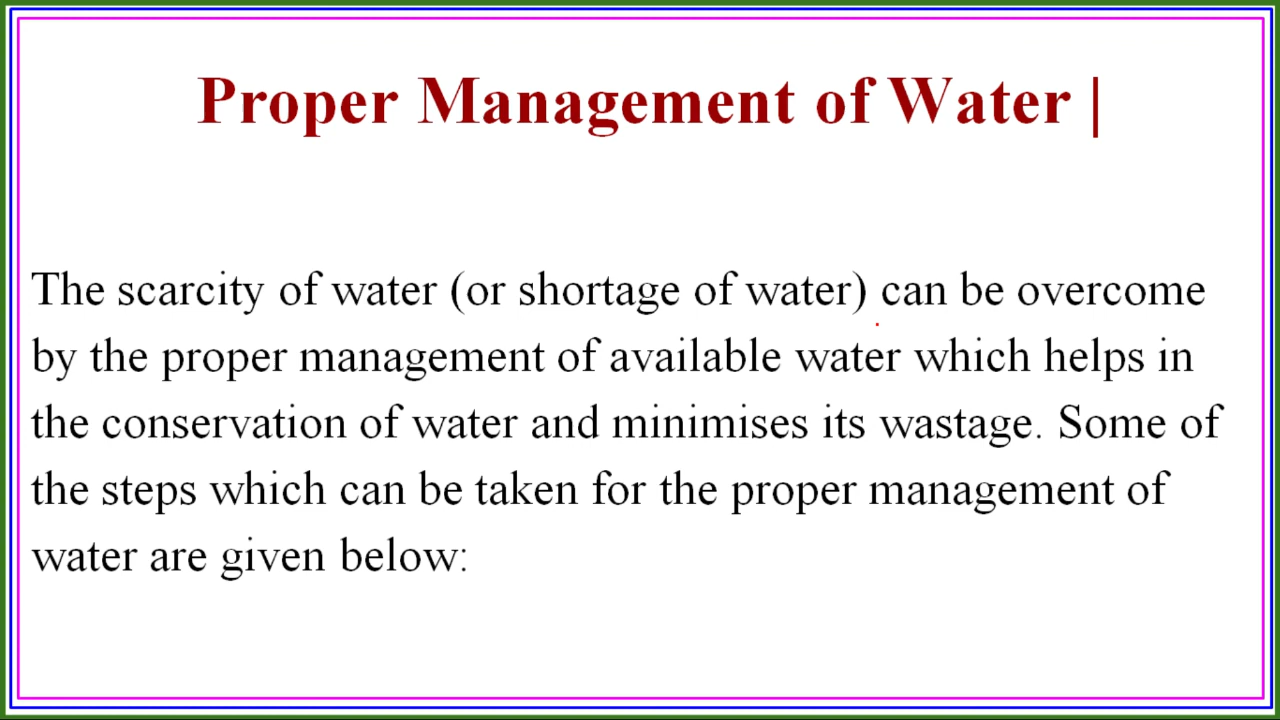 Proper Management of Water |
The scarcity of water (or shortage of water) can be overcome
by the proper management of available water which helps in
the conservation of water and minimises its wastage. Some of
the steps which can be taken for the proper management of
water are given below: